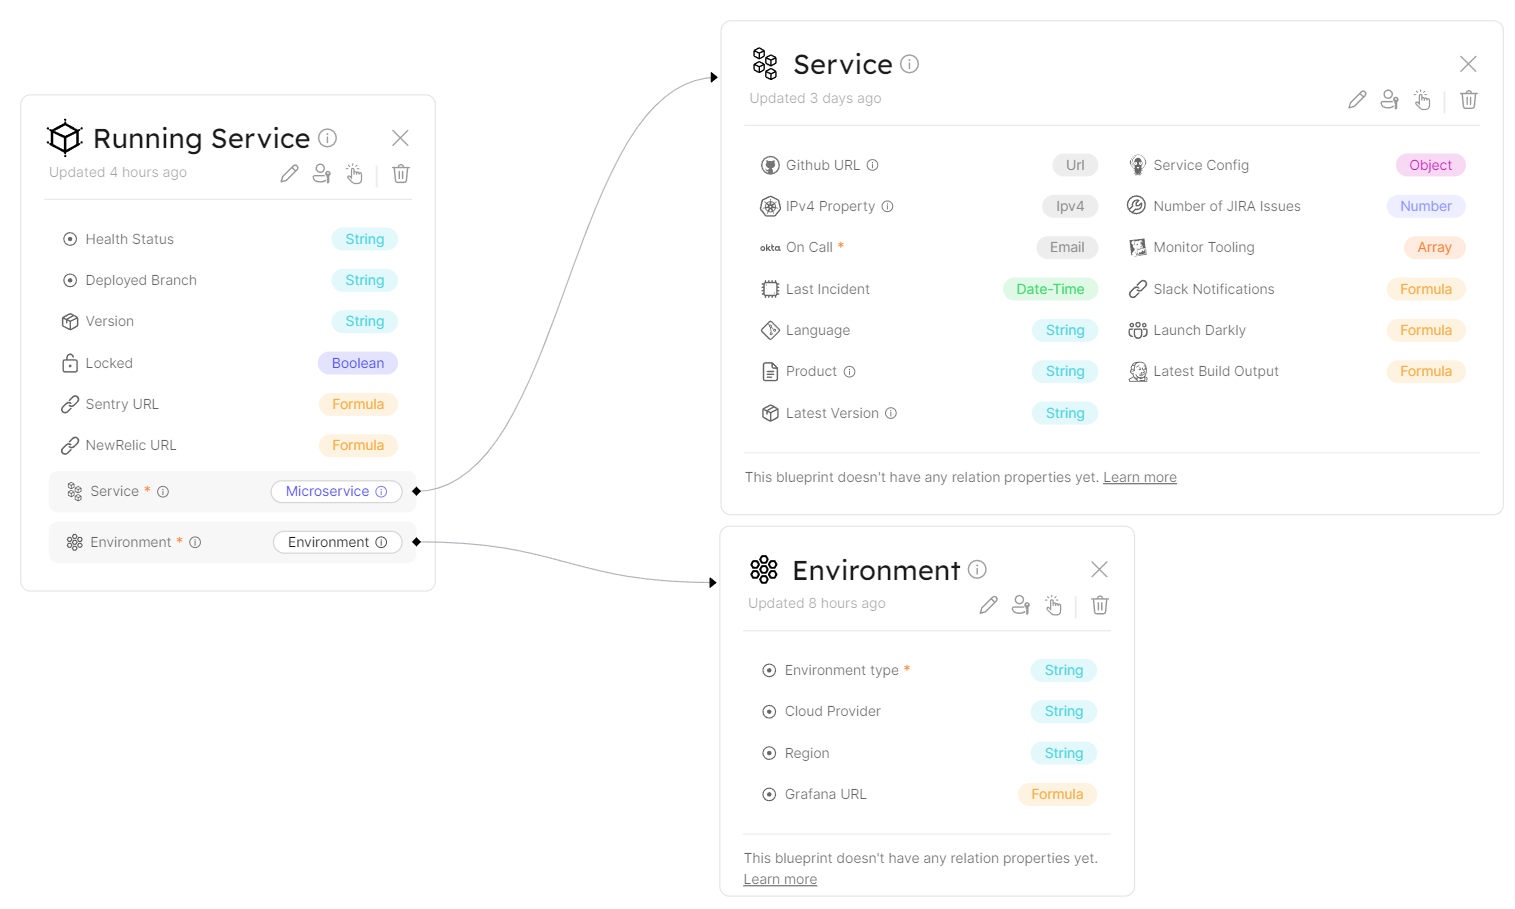 Running Service
Updated 4 hours ago
Health Status String
Deployed Branch String
Version String
Locked Boolean
Sentry URL Formula
NewRelic URL Formula
Service * Microservice
Environment * Environment
Service
Updated 3 days ago
Github URL Url
IPv4 Property Ipv4
okta On Call * Email
Last Incident Date-Time
Language String
Product String
Latest Version String
Service Config Object
Number of JIRA Issues Number
Monitor Tooling Array
Slack Notifications Formula
Launch Darkly Formula
Latest Build Output Formula
This blueprint doesn't have any relation properties yet. Learn more
Environment
Updated 8 hours ago
Environment type * String
Cloud Provider String
Region String
Grafana URL Formula
This blueprint doesn't have any relation properties yet.
Learn more